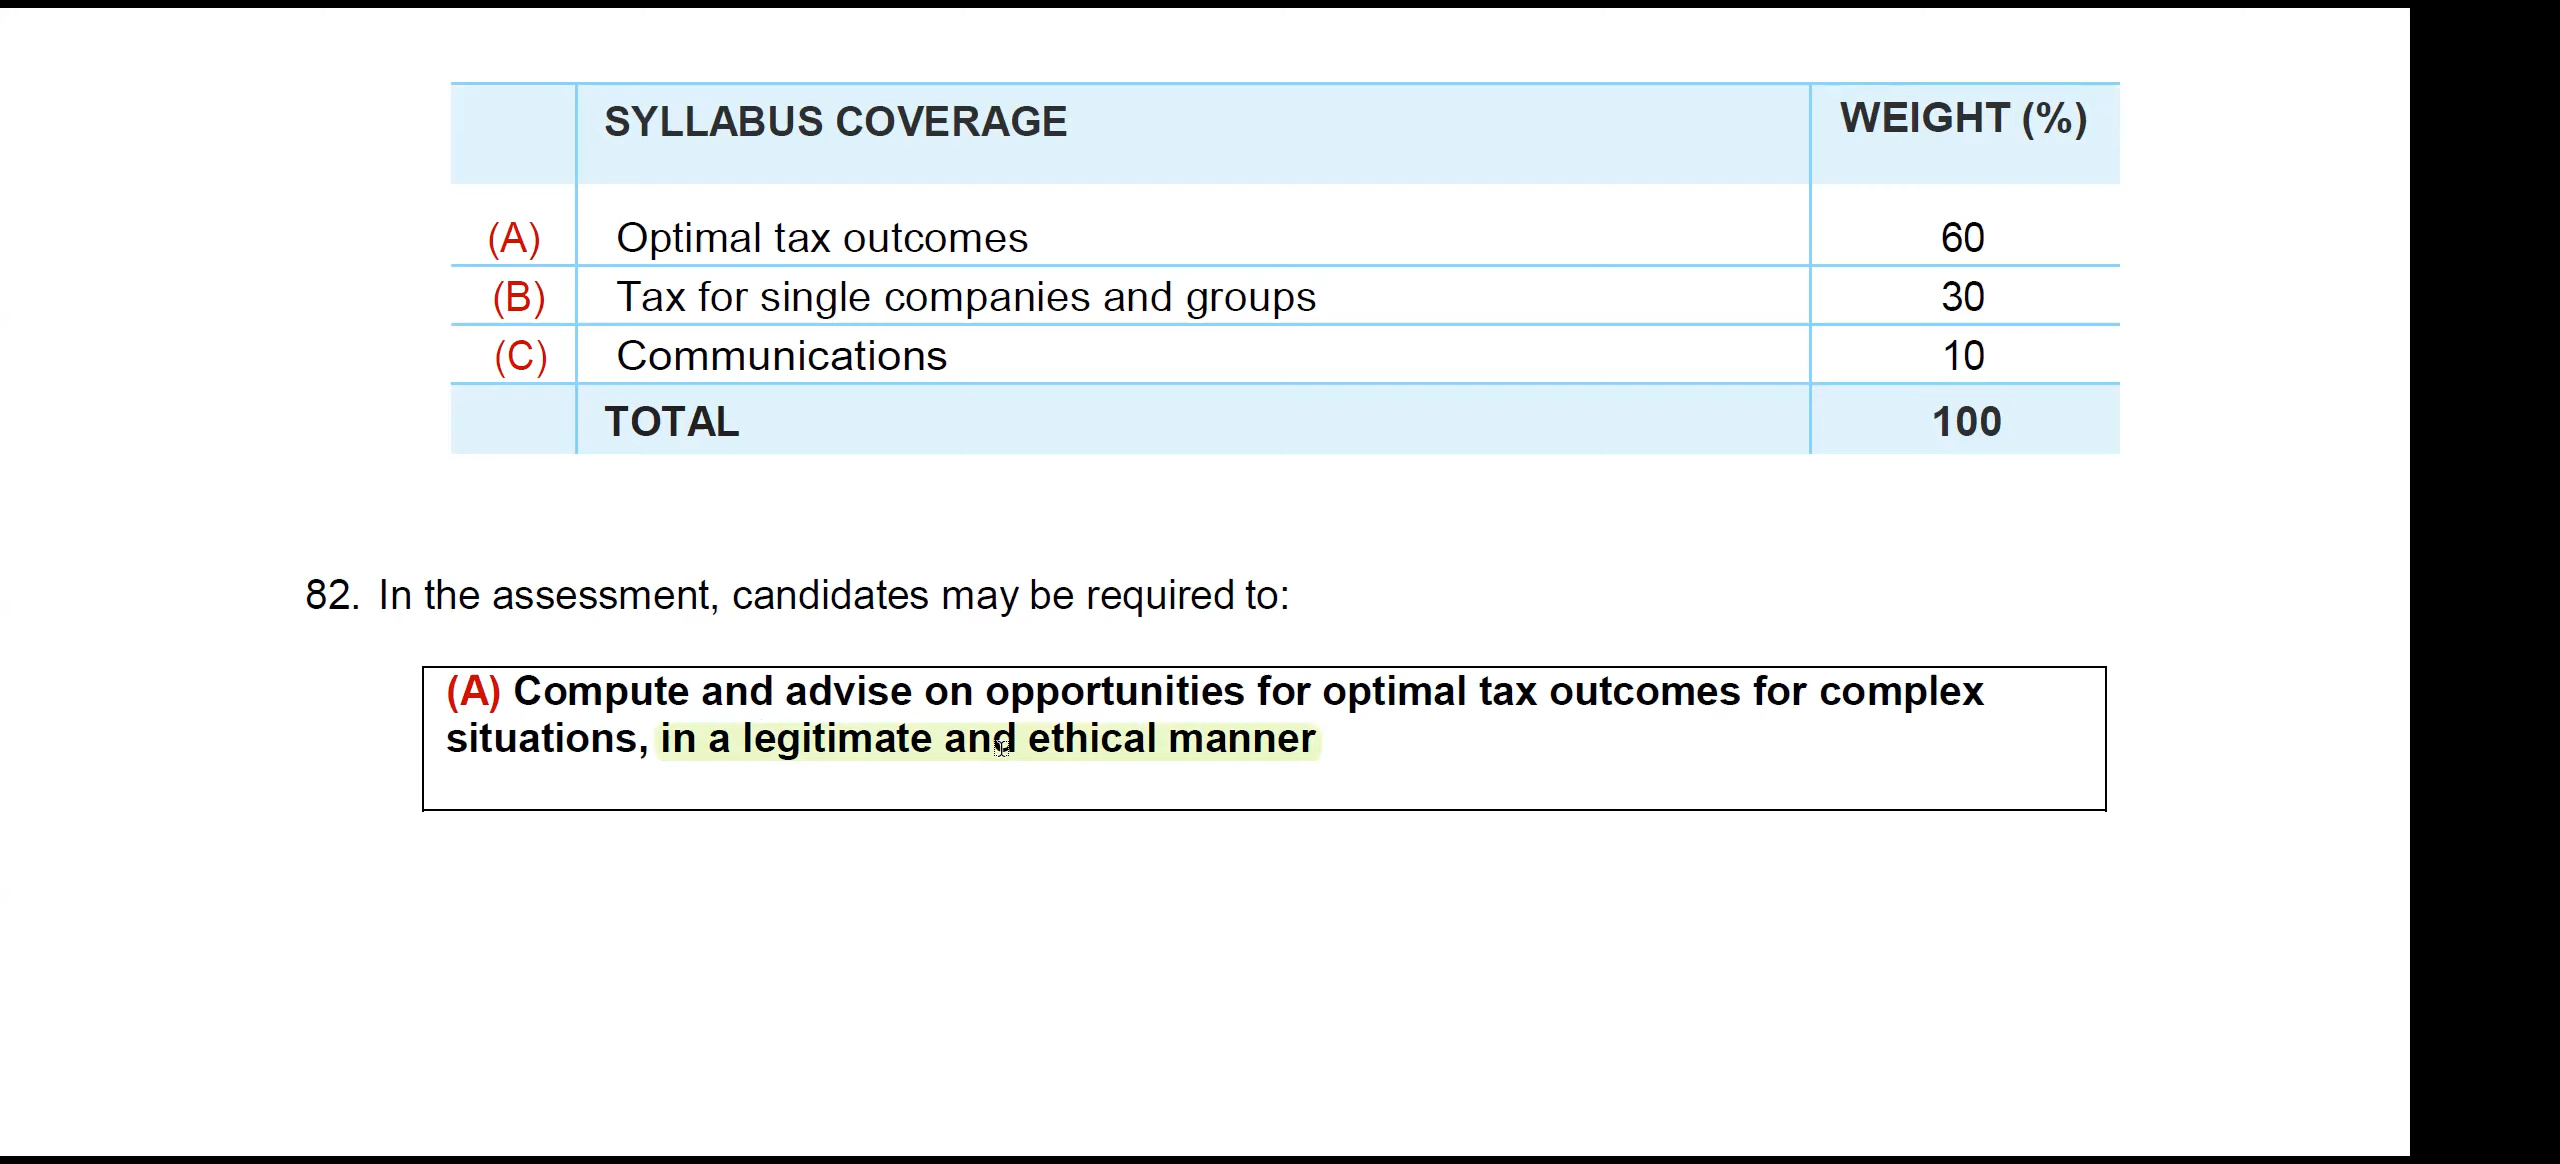 SYLLABUS COVERAGE WEIGHT (%)
(A) Optimal tax outcomes 60
(B) Tax for single companies and groups 30
(C) Communications 10
TOTAL 100
82. In the assessment, candidates may be required to:
(A) Compute and advise on opportunities for optimal tax outcomes for complex
situations, in a legitimate and ethical manner